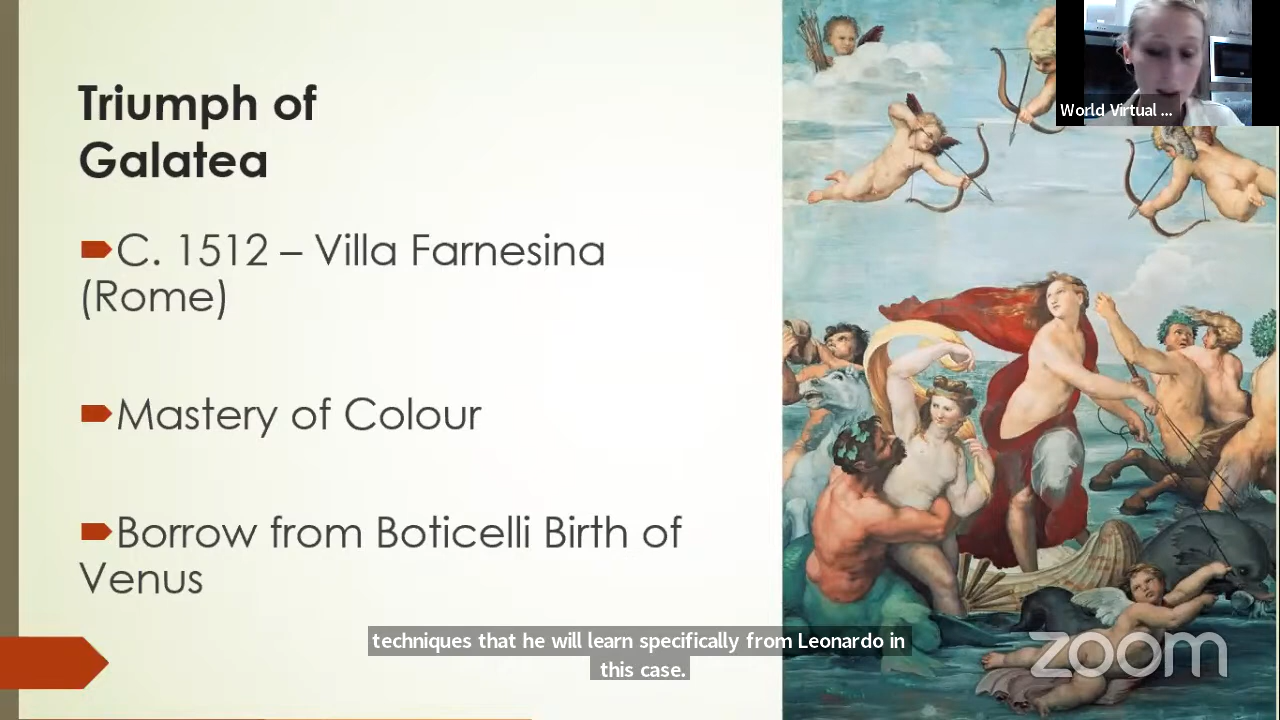 Triumph of
Galatea
C. 1512 – Villa Farnesina
(Rome)
Mastery of Colour
Borrow from Boticelli Birth of
Venus
World Virtual ...
techniques that he will learn specifically from Leonardo in
this case.
zoom